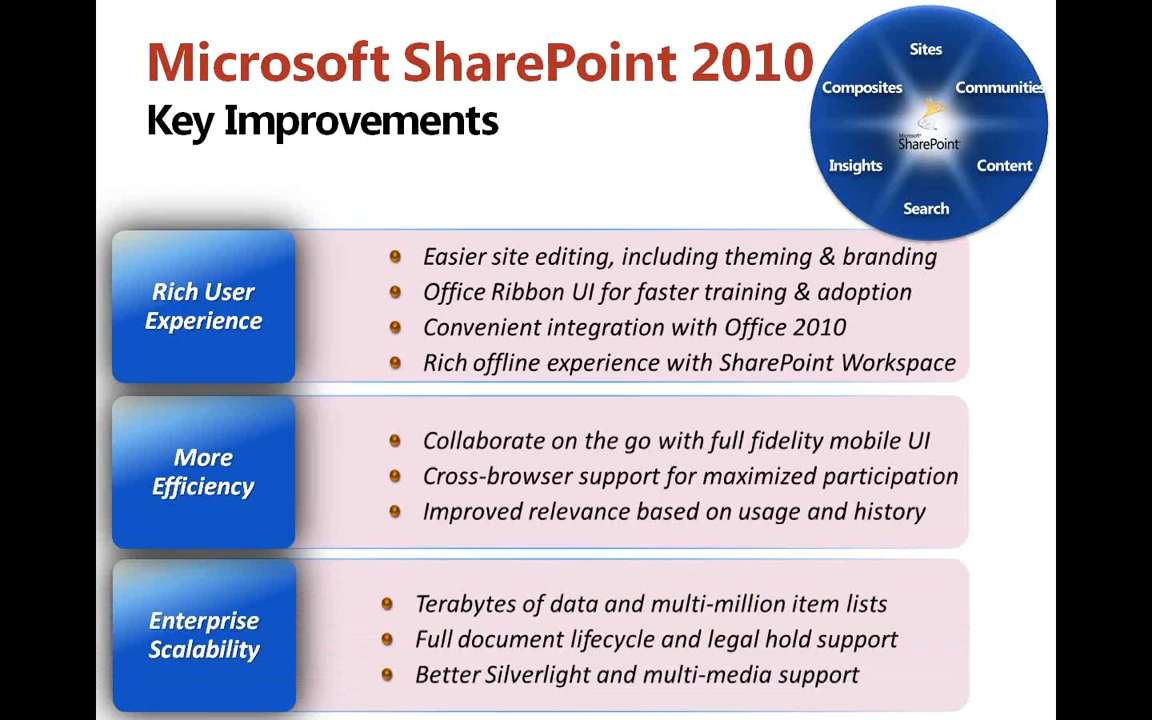 Microsoft SharePoint 2010
Key Improvements
Sites
Composites
Communities
Microsoft
SharePoint
Insights
Content
Search
Rich User
Experience
Easier site editing, including theming & branding
Office Ribbon UI for faster training & adoption
Convenient integration with Office 2010
Rich offline experience with SharePoint Workspace
More
Efficiency
Collaborate on the go with full fidelity mobile UI
Cross-browser support for maximized participation
Improved relevance based on usage and history
Enterprise
Scalability
Terabytes of data and multi-million item lists
Full document lifecycle and legal hold support
Better Silverlight and multi-media support